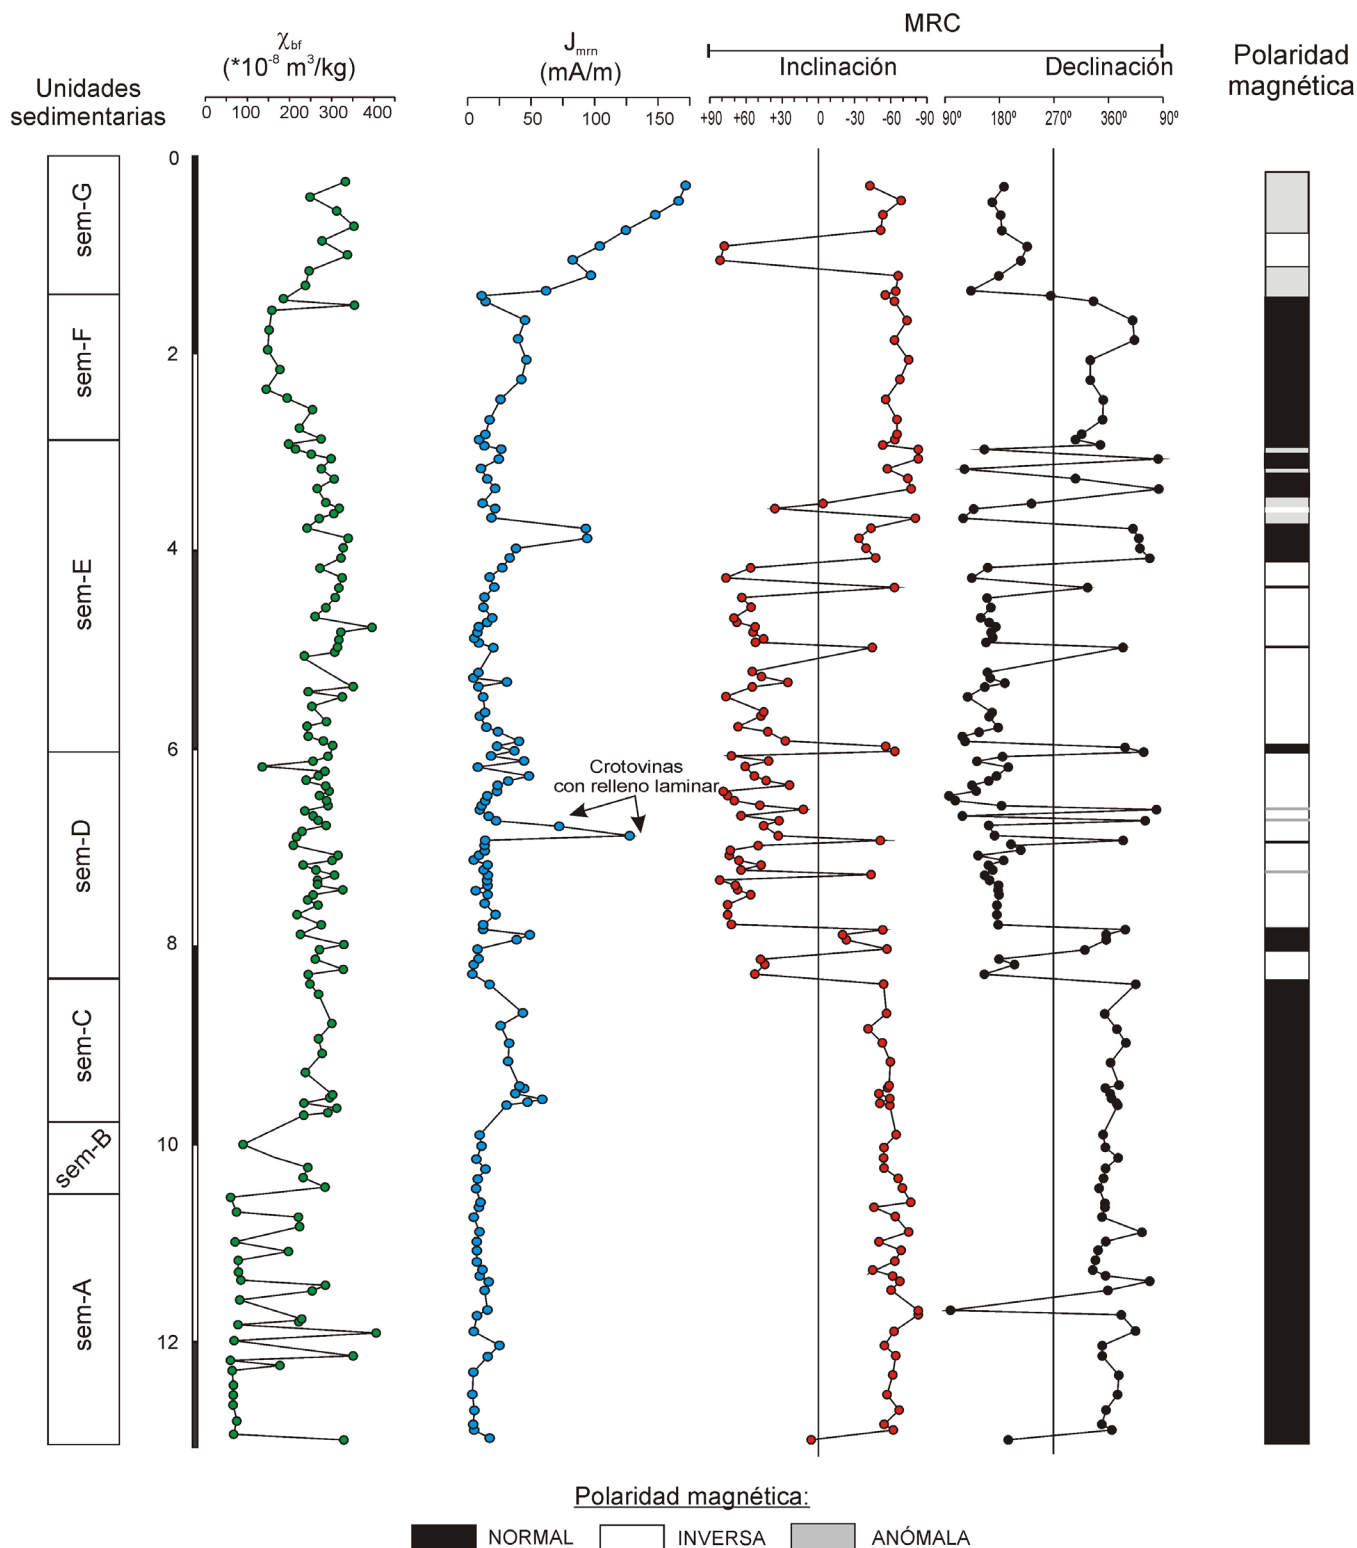 MRC
χbf
(*10-8 m3/kg)
Jmrn
(mA/m)
Inclinación
Declinación
Polaridad
magnética
Unidades
sedimentarias
0 100 200 300 400
0 50 100 150
+90 +60 +30 0 -30 -60 -90
90º 180º 270º 360º 90º
0
2
4
6
8
10
12
sem-G
sem-F
sem-E
sem-D
sem-C
sem-B
sem-A
Crotovinas
con relleno laminar
Polaridad magnética:
NORMAL INVERSA ANÓMALA